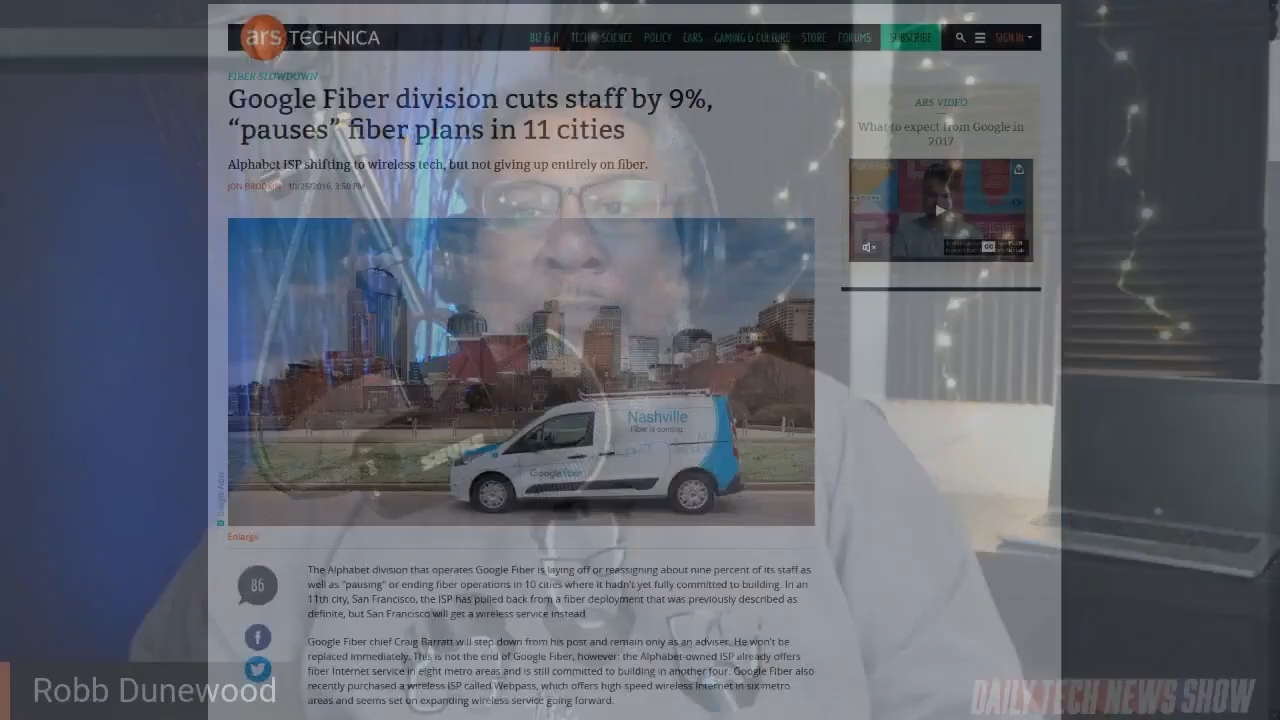 ars TECHNICA
BIZ & IT TECH SCIENCE POLICY CARS GAMING & CULTURE STORE FORUMS SUBSCRIBE SIGN IN
FIBER SLOWDOWN
Google Fiber division cuts staff by 9%,
“pauses” fiber plans in 11 cities
Alphabet ISP shifting to wireless tech, but not giving up entirely on fiber.
JON BRODKIN 10/25/2016, 3:50 PM
ARS VIDEO
What to expect from Google in
2017
CC
Nashville
Fiber is coming.
Google Fiber
Google Fiber
Enlarge
86
The Alphabet division that operates Google Fiber is laying off or reassigning about nine percent of its staff as
well as "pausing" or ending fiber operations in 10 cities where it hadn't yet fully committed to building. In an
11th city, San Francisco, the ISP has pulled back from a fiber deployment that was previously described as
definite, but San Francisco will get a wireless service instead.
Google Fiber chief Craig Barratt will step down from his post and remain only as an adviser. He won't be
replaced immediately. This is not the end of Google Fiber, however: the Alphabet-owned ISP already offers
fiber Internet service in eight metro areas and is still committed to building in another four. Google Fiber also
recently purchased a wireless ISP called Webpass, which offers high-speed wireless Internet in six metro
areas and seems set on expanding wireless service going forward.
Robb Dunewood
DAILY TECH NEWS SHOW